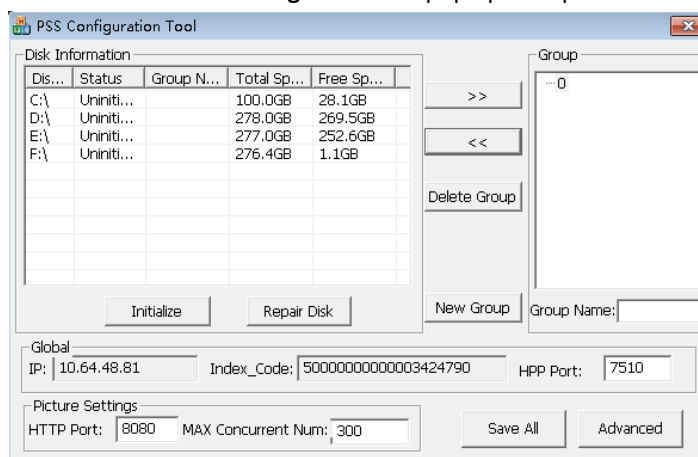 PSS Configuration Tool
Disk Information
Dis... Status Group N... Total Sp... Free Sp...
C:\ Uniniti... 100.0GB 28.1GB
D:\ Uniniti... 278.0GB 269.5GB
E:\ Uniniti... 277.0GB 252.6GB
F:\ Uniniti... 276.4GB 1.1GB
Initialize Repair Disk
>>
<<
Delete Group
New Group
Group
0
Group Name:
Global
IP: 10.64.48.81 Index_Code: 50000000000003424790 HPP Port: 7510
Picture Settings
HTTP Port: 8080 MAX Concurrent Num: 300
Save All Advanced